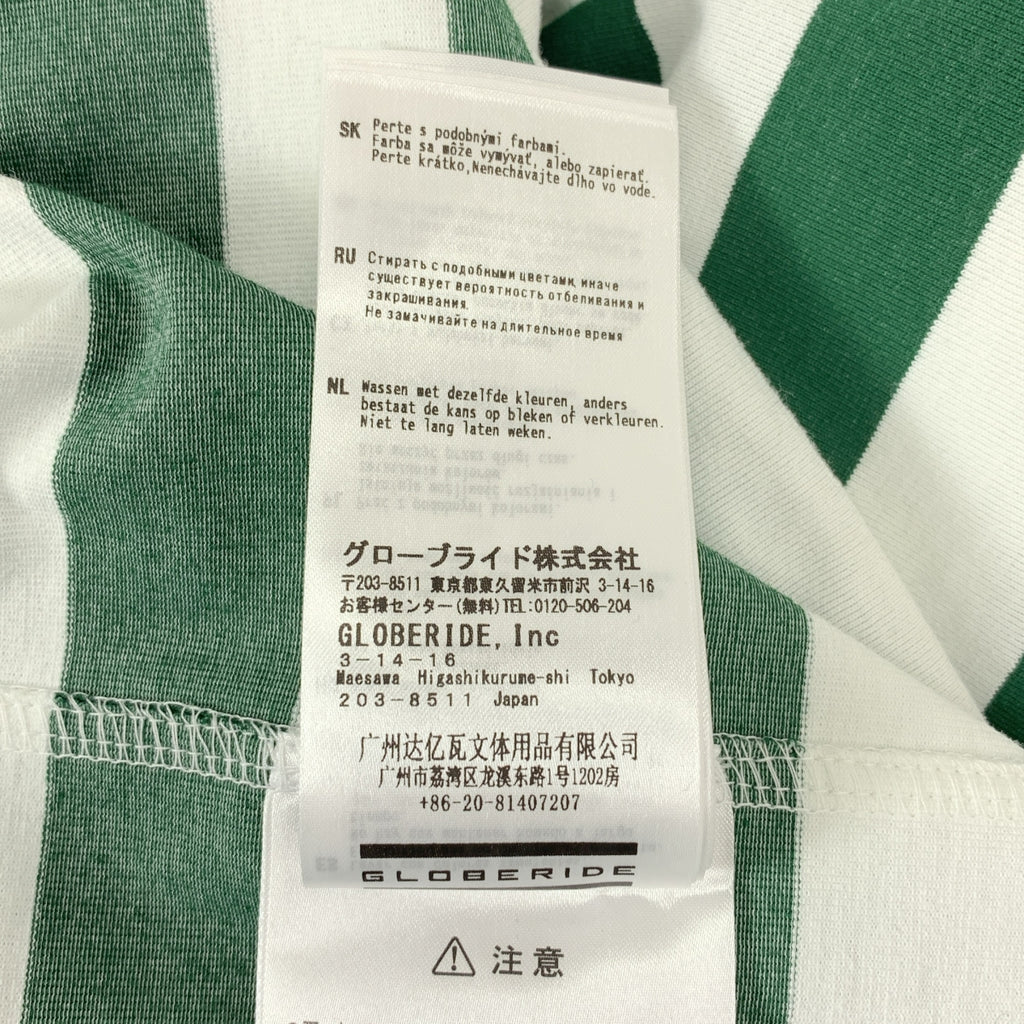 SK Perte s podobnými farbami.
Farba sa môže vymývať, alebo zapierať.
Perte krátko,Nenechávajte dlho vo vode.
RU Стирать с подобными цветами, иначе
существует вероятность отбеливания и
закрашивания.
Не замачивайте на длительное время
NL Wassen met dezelfde kleuren, anders
bestaat de kans op bleken of verkleuren.
Niet te lang laten weken.
グローブライド株式会社
〒203-8511 東京都東久留米市前沢 3-14-16
お客様センター(無料)TEL:0120-506-204
GLOBERIDE, Inc
3-14-16
Maesawa Higashikurume-shi Tokyo
203-8511 Japan
广州达亿瓦文体用品有限公司
广州市荔湾区龙溪东路1号1202房
+86-20-81407207
GLOBERIDE
⚠ 注意